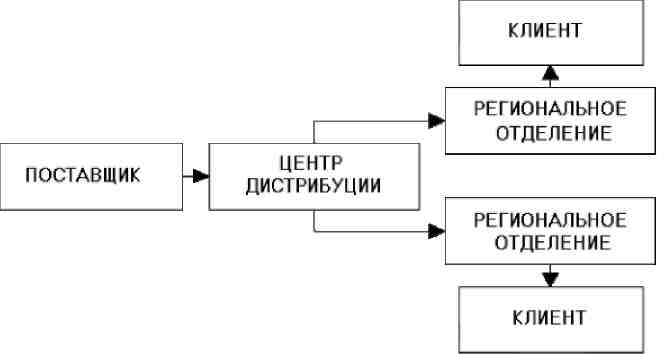 КЛИЕНТ
РЕГИОНАЛЬНОЕ
ОТДЕЛЕНИЕ
ПОСТАВЩИК
ЦЕНТР
ДИСТРИБУЦИИ
РЕГИОНАЛЬНОЕ
ОТДЕЛЕНИЕ
КЛИЕНТ